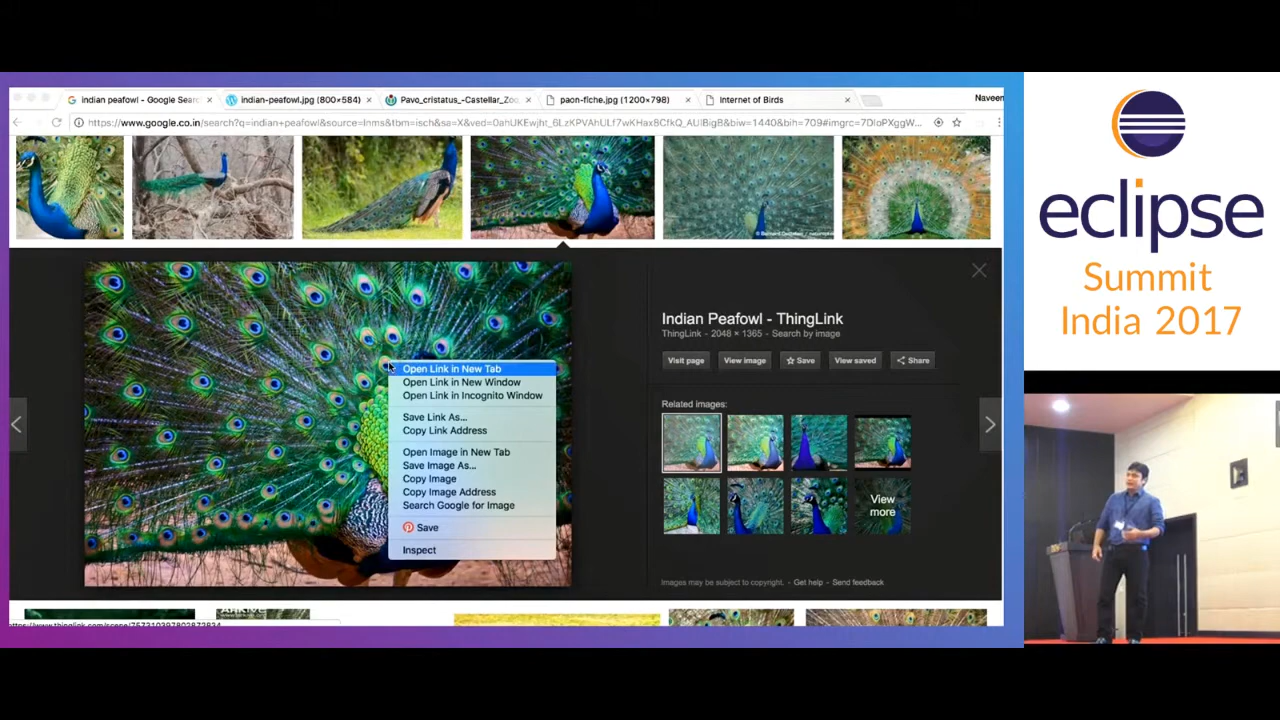 indian peafowl - Google Sear
indian-peafowl.jpg (800×584)
Pavo_cristatus_-Castellar_Zoo,
paon-fiche.jpg (1200×798)
Internet of Birds
Naveen
eclipse
Summit
India 2017
Indian Peafowl - ThingLink
ThingLink - 2048 × 1365 - Search by image
Visit page
View image
Save
View saved
Share
Open Link in New Tab
Open Link in New Window
Open Link in Incognito Window
Save Link As...
Copy Link Address
Open Image in New Tab
Save Image As...
Copy Image
Copy Image Address
Search Google for Image
Save
Inspect
Related images:
View
more
Images may be subject to copyright. - Get help - Send feedback